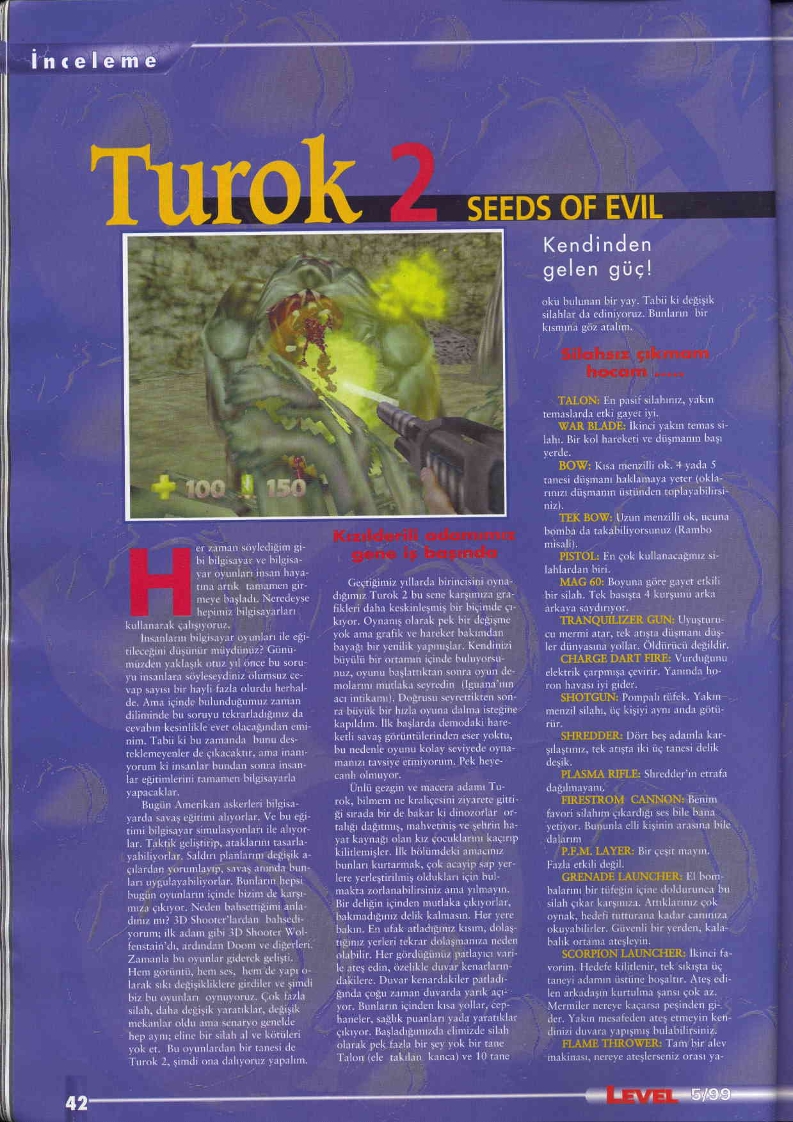 İnceleme
Turok 2 SEEDS OF EVIL
Kendinden
gelen güç!
100 150
Her zaman söylediğim gi-
bi bilgisayar ve bilgisa-
yar oyunları insan haya-
tına artık tamamen gir-
meye başladı. Neredeyse
hepimiz bilgisayarları
kullanarak çalışıyoruz.
İnsanların bilgisayar oyunları ile eği-
tileceğini düşünür müydünüz? Günü-
müzden yaklaşık otuz yıl önce bu soru-
yu insanlara söyleseydiniz olumsuz ce-
vap sayısı bir hayli fazla olurdu herhal-
de. Ama içinde bulunduğumuz zaman
diliminde bu soruyu tekrarladığınız da
cevabın kesinlikle evet olacağından emi-
nim. Tabii ki bu zamanda bunu des-
teklemeyenler de çıkacaktır, ama inanı-
yorum ki insanlar bundan sonra insan-
lar eğitimlerini tamamen bilgisayarla
yapacaklar.
Bugün Amerikan askerleri bilgisa-
yarda savaş eğitimi alıyorlar. Ve bu eği-
timi bilgisayar simulasyonları ile alıyor-
lar. Taktik geliştirip, ataklarını tasarla-
yabiliyorlar. Saldırı planlarını değişik a-
çılardan yorumlayıp, savaş anında bun-
ları uygulayabiliyorlar. Bunların hepsi
bugün oyunların içinde bizim de karşı-
mıza çıkıyor. Neden bahsettiğimi anla-
dınız mı? 3D Shooter'lardan bahsedi-
yorum; ilk adam gibi 3D Shooter Wol-
fenstain'dı, ardından Doom ve diğerleri.
Zamanla bu oyunlar giderek gelişti.
Hem görüntü, hem ses, hem de yapı o-
larak sıkı değişikliklere girdiler ve şimdi
biz bu oyunları oynuyoruz. Çok fazla
silah, daha değişik yaratıklar, değişik
mekanlar oldu ama senaryo genelde
hep aynı; eline bir silah al ve kötüleri
yok et. Bu oyunlardan bir tanesi de
Turok 2, şimdi ona dalıyoruz yapalım.
Kızılderili adamımız
gene iş başında
Geçtiğimiz yıllarda birincisini oyna-
dığımız Turok 2 bu sene karşımıza gra-
fikleri daha keskinleşmiş bir biçimde çı-
kıyor. Oynanış olarak pek bir değişme
yok ama grafik ve hareket bakımdan
bayağı bir yenilik yapmışlar. Kendinizi
büyülü bir ortamın içinde buluyorsu-
nuz, oyunu başlattıktan sonra oyun de-
molarını mutlaka seyredin (Iguana'nın
acı intikamı). Doğrusu seyrettikten son-
ra büyük bir hızla oyuna dalma isteğine
kapıldım. İlk başlarda demodaki hare-
ketli savaş görüntülerinden eser yoktu,
bu nedenle oyunu kolay seviyede oyna-
manızı tavsiye etmiyorum. Pek heye-
canlı olmuyor.
Ünlü gezgin ve macera adamı Tu-
rok, bilmem ne kraliçesini ziyarete gitti-
ği sırada bir de bakar ki dinozorlar or-
talığı dağıtmış, mahvetmiş ve şehrin ha-
yat kaynağı olan kız çocuklarını kaçırıp
kilitlemişler. İlk bölümdeki amacınız
bunları kurtarmak, çok acayip sap yer-
lere yerleştirilmiş oldukları için bul-
makta zorlanabilirsiniz ama yılmayın.
Bir deliğin içinden mutlaka çıkıyorlar,
bakmadığınız delik kalmasın. Her yere
bakın. En ufak atladığınız kısım, dolaş-
tığınız yerleri tekrar dolaşmanıza neden
olabilir. Her gördüğünüz patlayıcı vari-
le ateş edin, özelikle duvar kenarların-
dakilere. Duvar kenardakiler patladı-
ğında çoğu zaman duvarda yarık açı-
yor. Bunların içinden kısa yollar, cep-
haneler, sağlık puanları yada yaratıklar
çıkıyor. Başladığımızda elimizde silah
olarak pek fazla bir şey yok bir tane
Talon (ele takılan kanca) ve 10 tane
oku bulunan bir yay. Tabii ki değişik
silahlar da ediniyoruz. Bunların bir
kısmına göz atalım.
Silahsız çıkmam
hocam ......
TALON: En pasif silahınız, yakın
temaslarda etki gayet iyi.
WAR BLADE: İkinci yakın temas si-
lahı. Bir kol hareketi ve düşmanın başı
yerde.
BOW: Kısa menzilli ok. 4 yada 5
tanesi düşmanı haklamaya yeter (okla-
rınızı düşmanın üstünden toplayabilirsi-
niz).
TEK BOW: Uzun menzilli ok, ucuna
bomba da takabiliyorsunuz (Rambo
misali).
PISTOL: En çok kullanacağınız si-
lahlardan biri.
MAG 60: Boyuna göre gayet etkili
bir silah. Tek basışta 4 kurşunu arka
arkaya saydırıyor.
TRANQUILIZER GUN: Uyuşturu-
cu mermi atar, tek atışta düşmanı düş-
ler dünyasına yollar. Öldürücü değildir.
CHARGE DART FIRE: Vurduğunu
elektrik çarpmışa çevirir. Yanında ho-
ron havası iyi gider.
SHOTGUN: Pompalı tüfek. Yakın
menzil silahı, üç kişiyi aynı anda götü-
rür.
SHREDDER: Dört beş adamla kar-
şılaştınız, tek atışta iki üç tanesi delik
deşik.
PLASMA RIFLE: Shredder'ın etrafa
dağılmayanı.
FIRESTROM CANNON: Benim
favori silahım çıkardığı ses bile bana
yetiyor. Bununla elli kişinin arasına bile
dalarım
P.F.M. LAYER: Bir çeşit mayın.
Fazla etkili değil.
GRENADE LAUNCHER: El bom-
balarını bir tüfeğin içine doldurunca bu
silah çıkar karşınıza. Attıklarınız çok
oynak, hedefi tutturana kadar canınıza
okuyabilirler. Güvenli bir yerden, kala-
balık ortama ateşleyin.
SCORPION LAUNCHER: İkinci fa-
vorim. Hedefe kilitlenir, tek sıkışta üç
taneyi adamın üstüne boşaltır. Ateş edi-
len arkadaşın kurtulma şansı çok az.
Mermiler nereye kaçarsa peşinden gi-
der. Yakın mesafeden ateş etmeyin ken-
dinizi duvara yapışmış bulabilirsiniz.
FLAME THROWER: Tam bir alev
makinası, nereye ateşlerseniz orası ya-
42
LEVEL 5/99